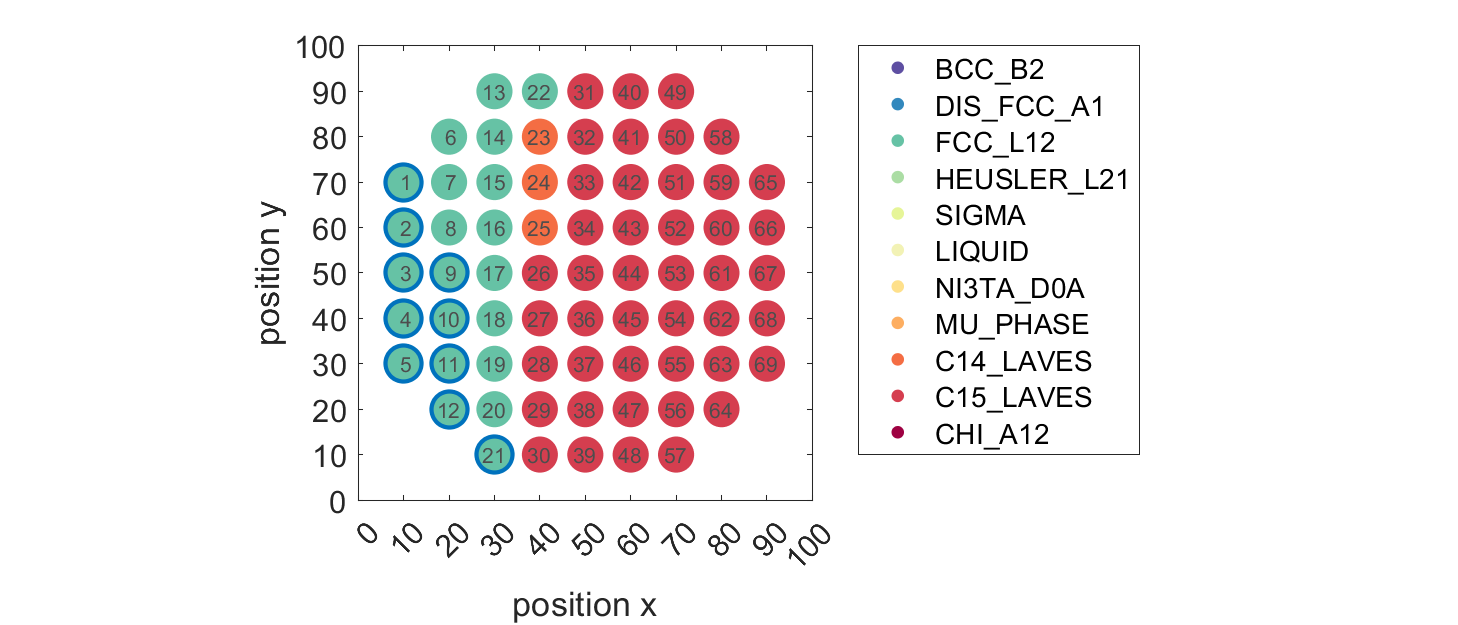 100
90
80
70
60
50
40
30
20
10
0
position y
13 22 31 40 49
6 14 23 32 41 50 58
1 7 15 24 33 42 51 59 65
2 8 16 25 34 43 52 60 66
3 9 17 26 35 44 53 61 67
4 10 18 27 36 45 54 62 68
5 11 19 28 37 46 55 63 69
12 20 29 38 47 56 64
21 30 39 48 57
0 10 20 30 40 50 60 70 80 90 100
position x
BCC_B2
DIS_FCC_A1
FCC_L12
HEUSLER_L21
SIGMA
LIQUID
NI3TA_D0A
MU_PHASE
C14_LAVES
C15_LAVES
CHI_A12